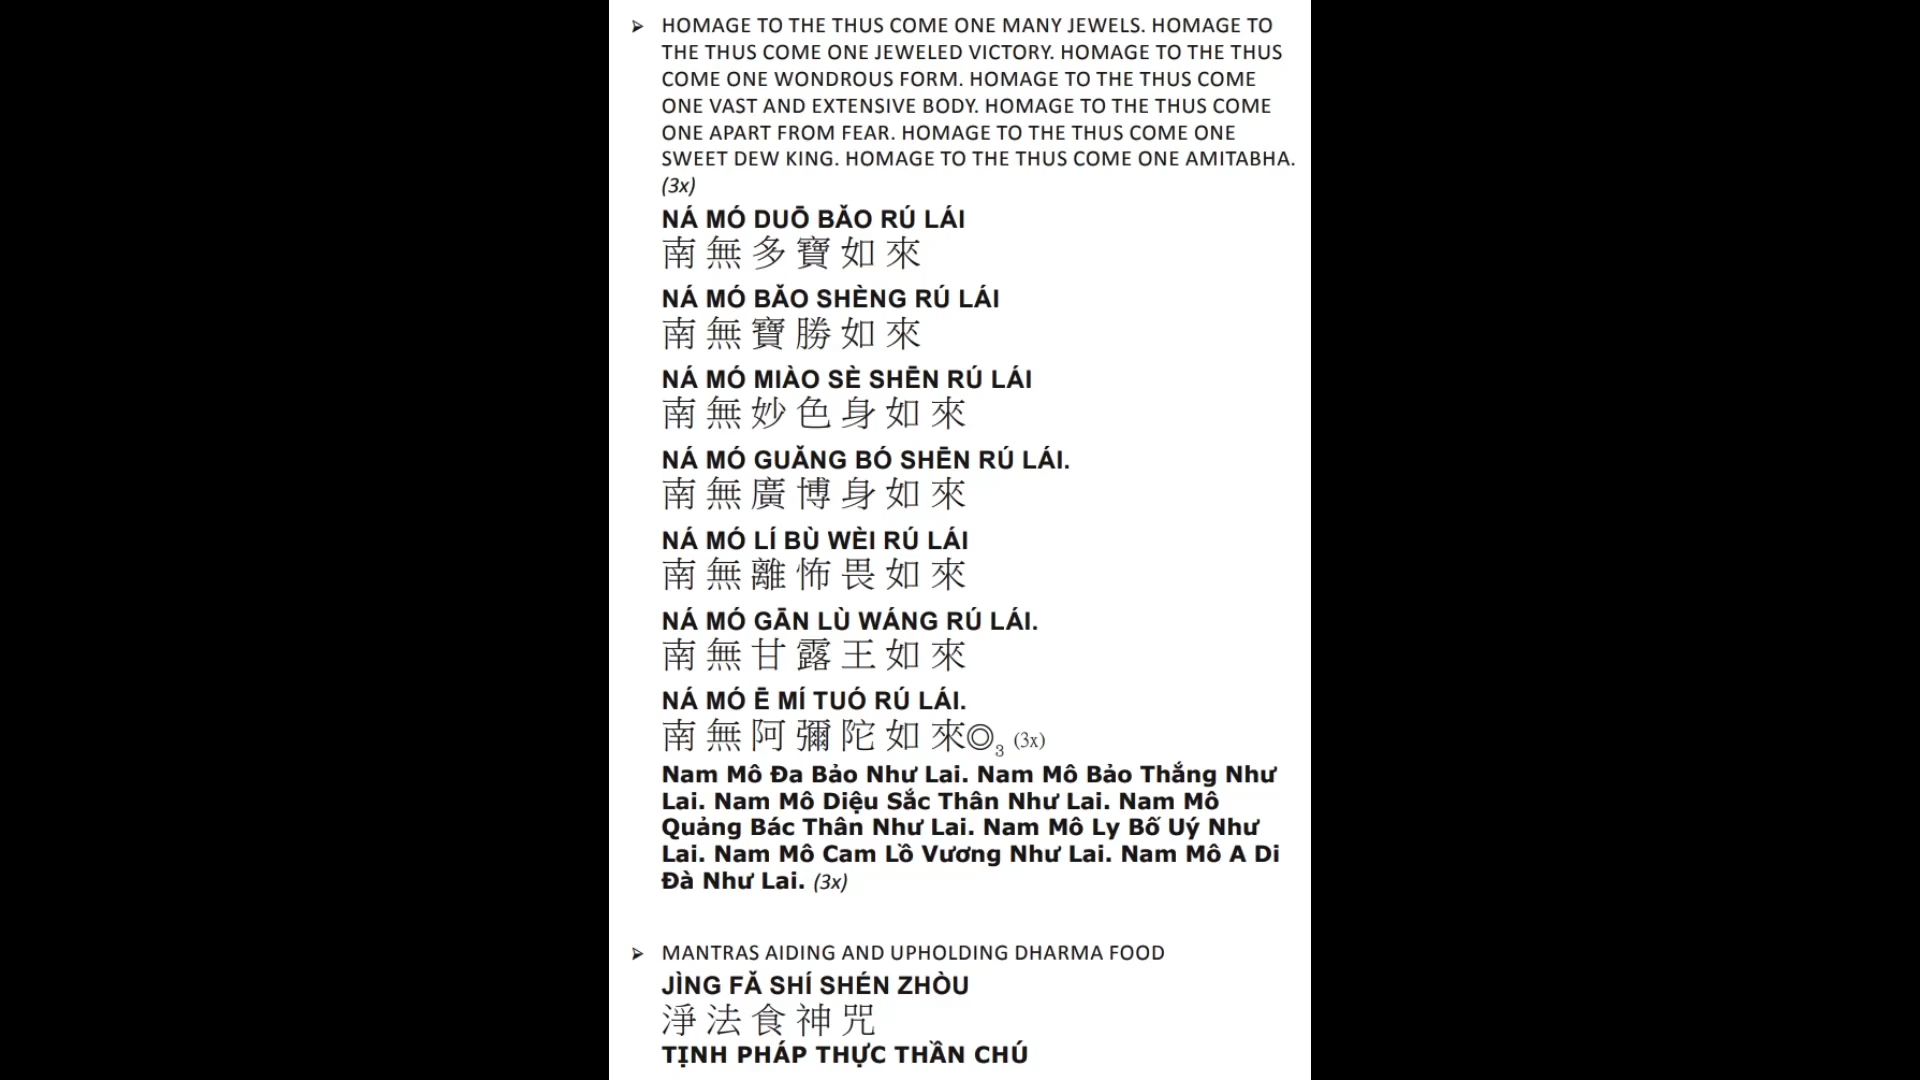 ➢ HOMAGE TO THE THUS COME ONE MANY JEWELS. HOMAGE TO
THE THUS COME ONE JEWELED VICTORY. HOMAGE TO THE THUS
COME ONE WONDROUS FORM. HOMAGE TO THE THUS COME
ONE VAST AND EXTENSIVE BODY. HOMAGE TO THE THUS COME
ONE APART FROM FEAR. HOMAGE TO THE THUS COME ONE
SWEET DEW KING. HOMAGE TO THE THUS COME ONE AMITABHA.
(3x)
NÁ MÓ DUŌ BǍO RÚ LÁI
南 無 多 寶 如 來
NÁ MÓ BǍO SHÈNG RÚ LÁI
南 無 寶 勝 如 來
NÁ MÓ MIÀO SÈ SHĒN RÚ LÁI
南 無 妙 色 身 如 來
NÁ MÓ GUǍNG BÓ SHĒN RÚ LÁI.
南 無 廣 博 身 如 來
NÁ MÓ LÍ BÙ WÈI RÚ LÁI
南 無 離 怖 畏 如 來
NÁ MÓ GĀN LÙ WÁNG RÚ LÁI.
南 無 甘 露 王 如 來
NÁ MÓ Ē MÍ TUÓ RÚ LÁI.
南 無 阿 彌 陀 如 來◎3 (3x)
Nam Mô Đa Bảo Như Lai. Nam Mô Bảo Thắng Như
Lai. Nam Mô Diệu Sắc Thân Như Lai. Nam Mô
Quảng Bác Thân Như Lai. Nam Mô Ly Bố Uý Như
Lai. Nam Mô Cam Lồ Vương Như Lai. Nam Mô A Di
Đà Như Lai. (3x)
➢ MANTRAS AIDING AND UPHOLDING DHARMA FOOD
JÌNG FǍ SHÍ SHÉN ZHÒU
淨 法 食 神 咒
TỊNH PHÁP THỰC THẦN CHÚ